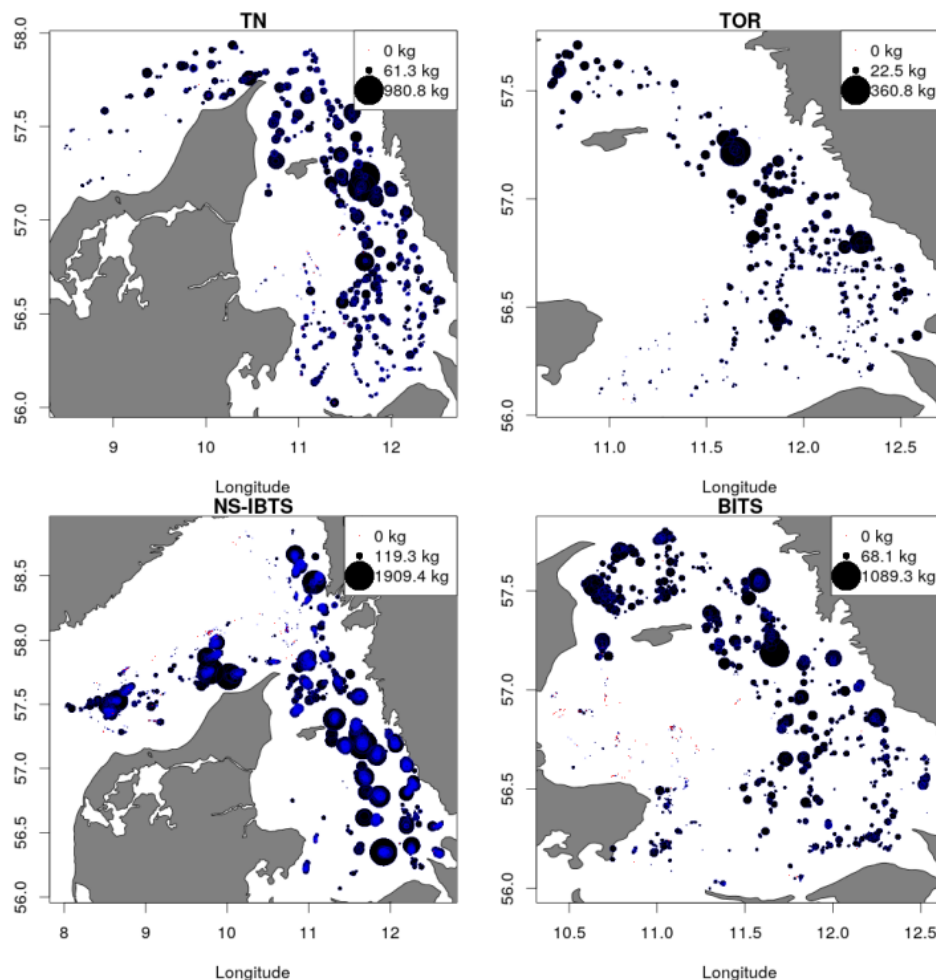 TN
0 kg
61.3 kg
980.8 kg
58.0
57.5
57.0
56.5
56.0
9
10
11
12
Longitude
TOR
0 kg
22.5 kg
360.8 kg
57.5
57.0
56.5
56.0
11.0
11.5
12.0
12.5
Longitude
NS-IBTS
0 kg
119.3 kg
1909.4 kg
58.5
58.0
57.5
57.0
56.5
56.0
8
9
10
11
12
Longitude
BITS
0 kg
68.1 kg
1089.3 kg
57.5
57.0
56.5
56.0
10.5
11.0
11.5
12.0
12.5
Longitude